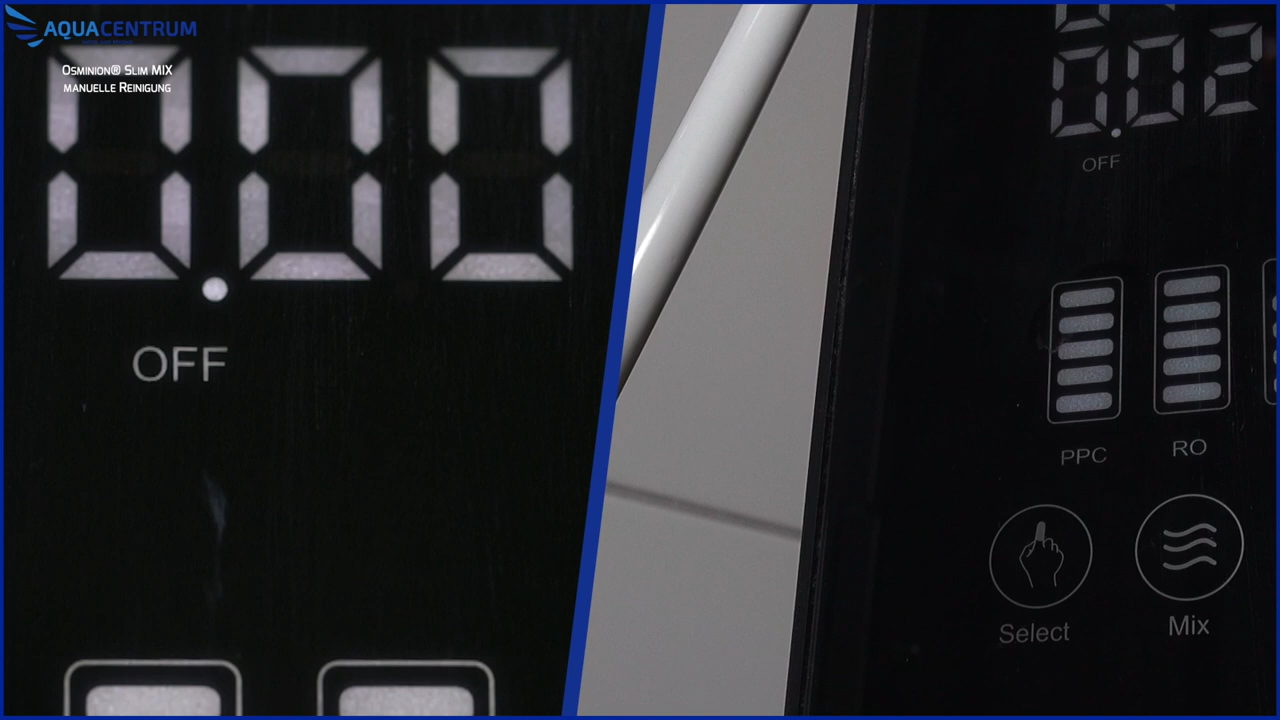 AQUACENTRUM
Osminion® Slim MIX
manuelle Reinigung
0.00
OFF
0.02
OFF
PPC
RO
Select
Mix